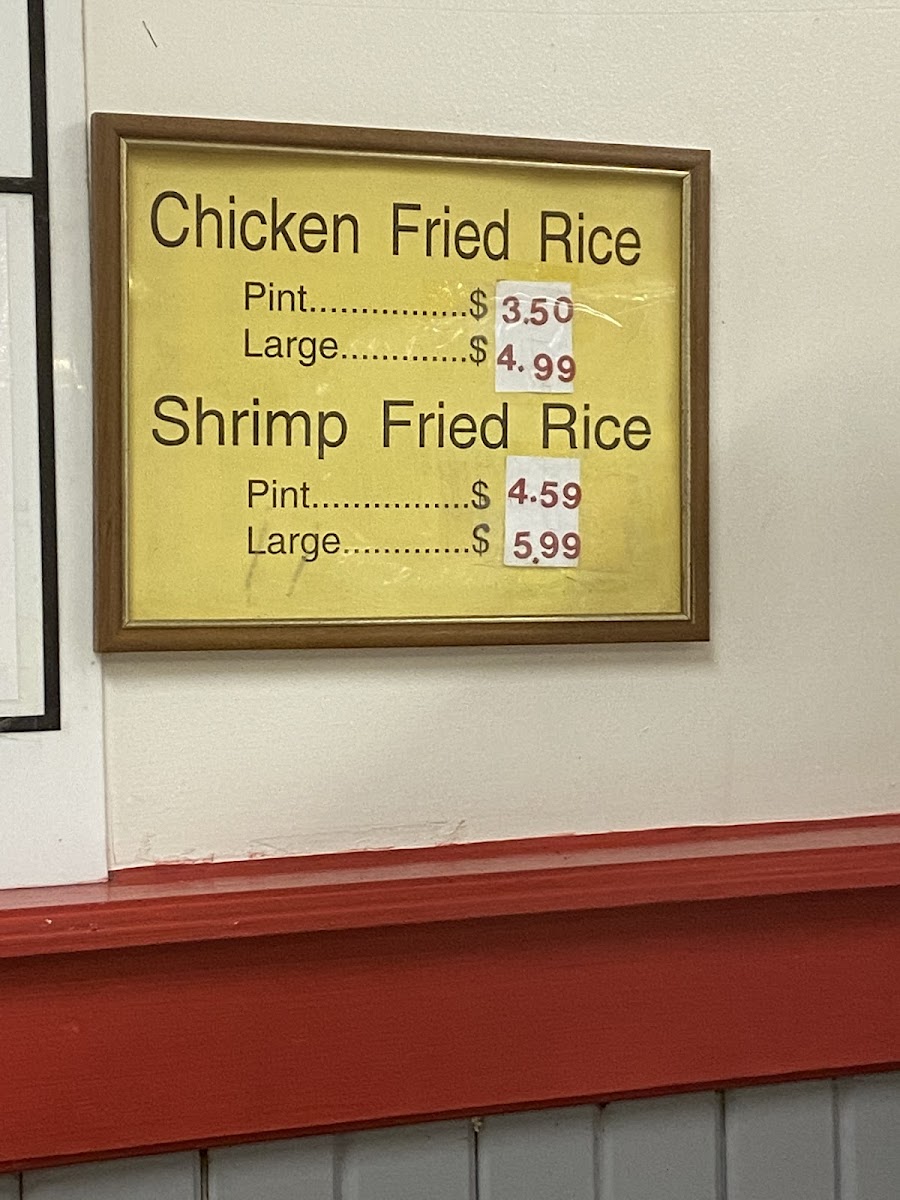 Chicken Fried Rice
Pint................$ 3.50
Large.............$ 4.99
Shrimp Fried Rice
Pint................$ 4.59
Large.............$ 5.99